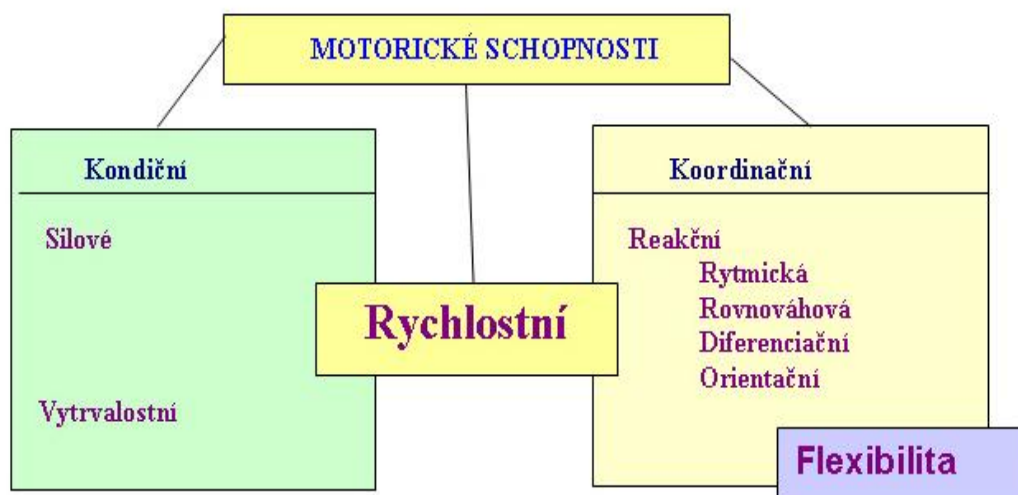 MOTORICKÉ SCHOPNOSTI
Kondiční
Silové
Vytrvalostní
Rychlostní
Koordinační
Reakční
Rytmická
Rovnováhová
Diferenciační
Orientační
Flexibilita